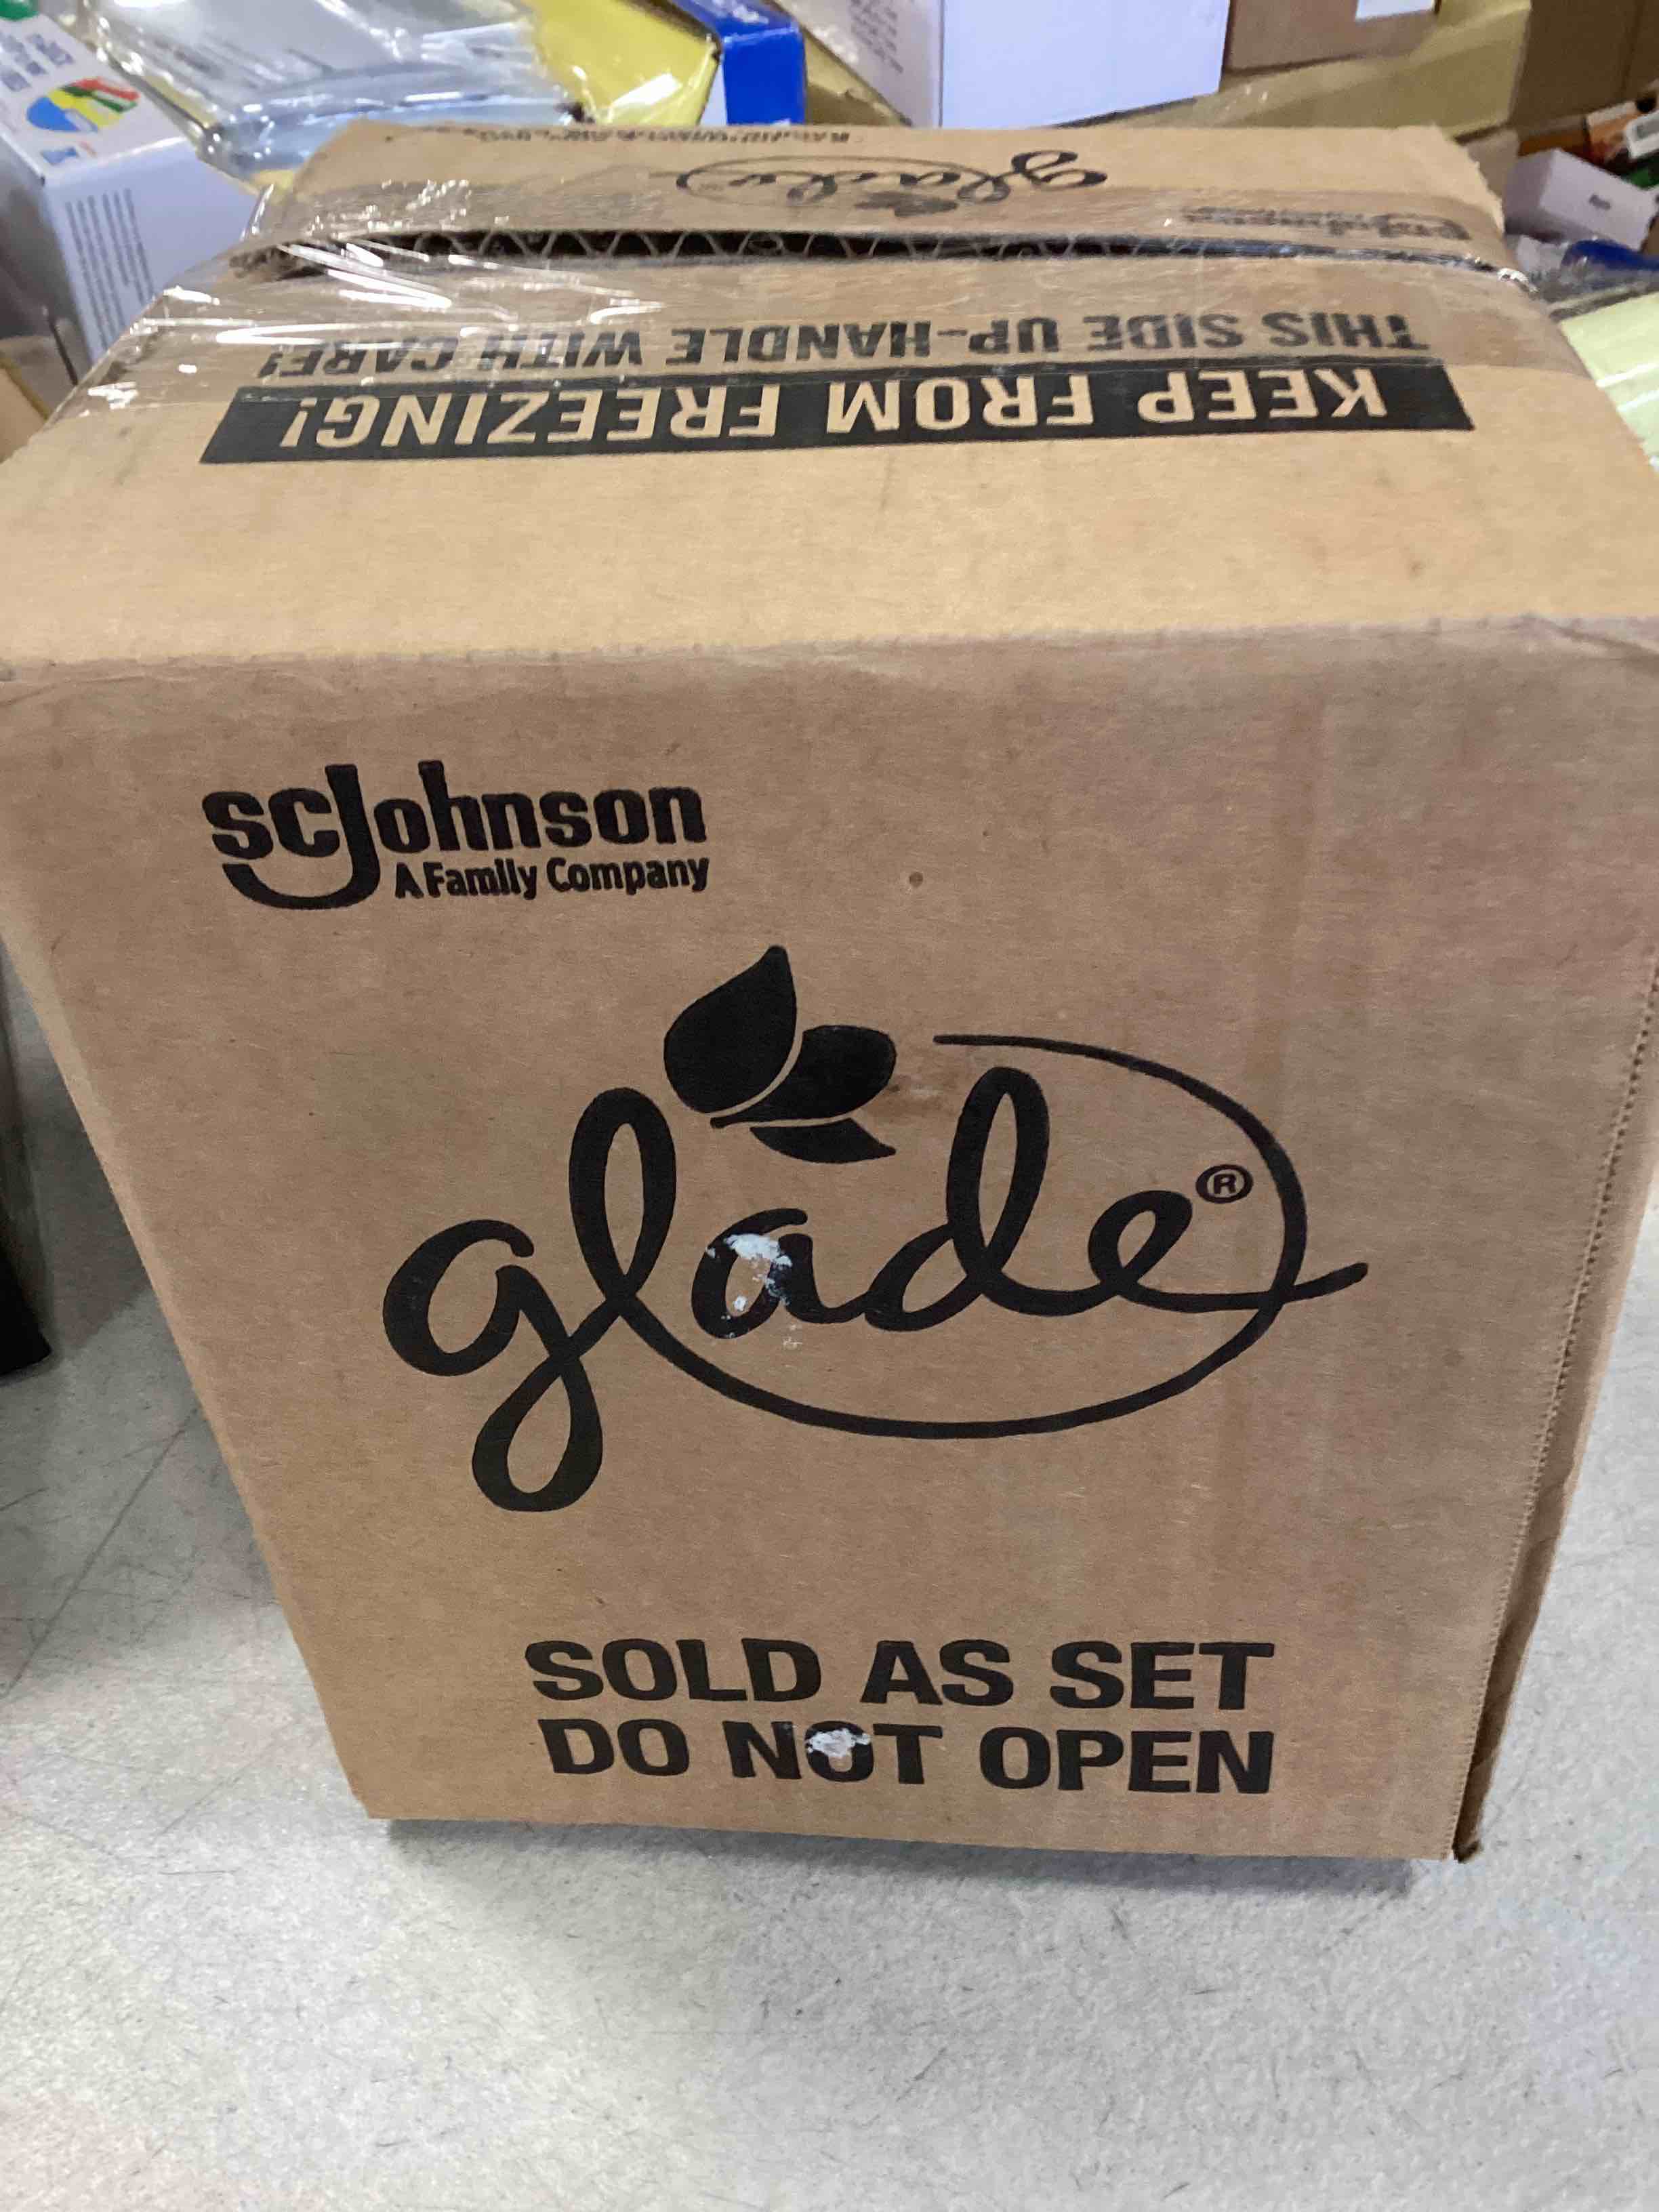 glade
THIS SIDE UP-HANDLE WITH CARE!
KEEP FROM FREEZING!
scJohnson
A Family Company
glade®
SOLD AS SET
DO NOT OPEN